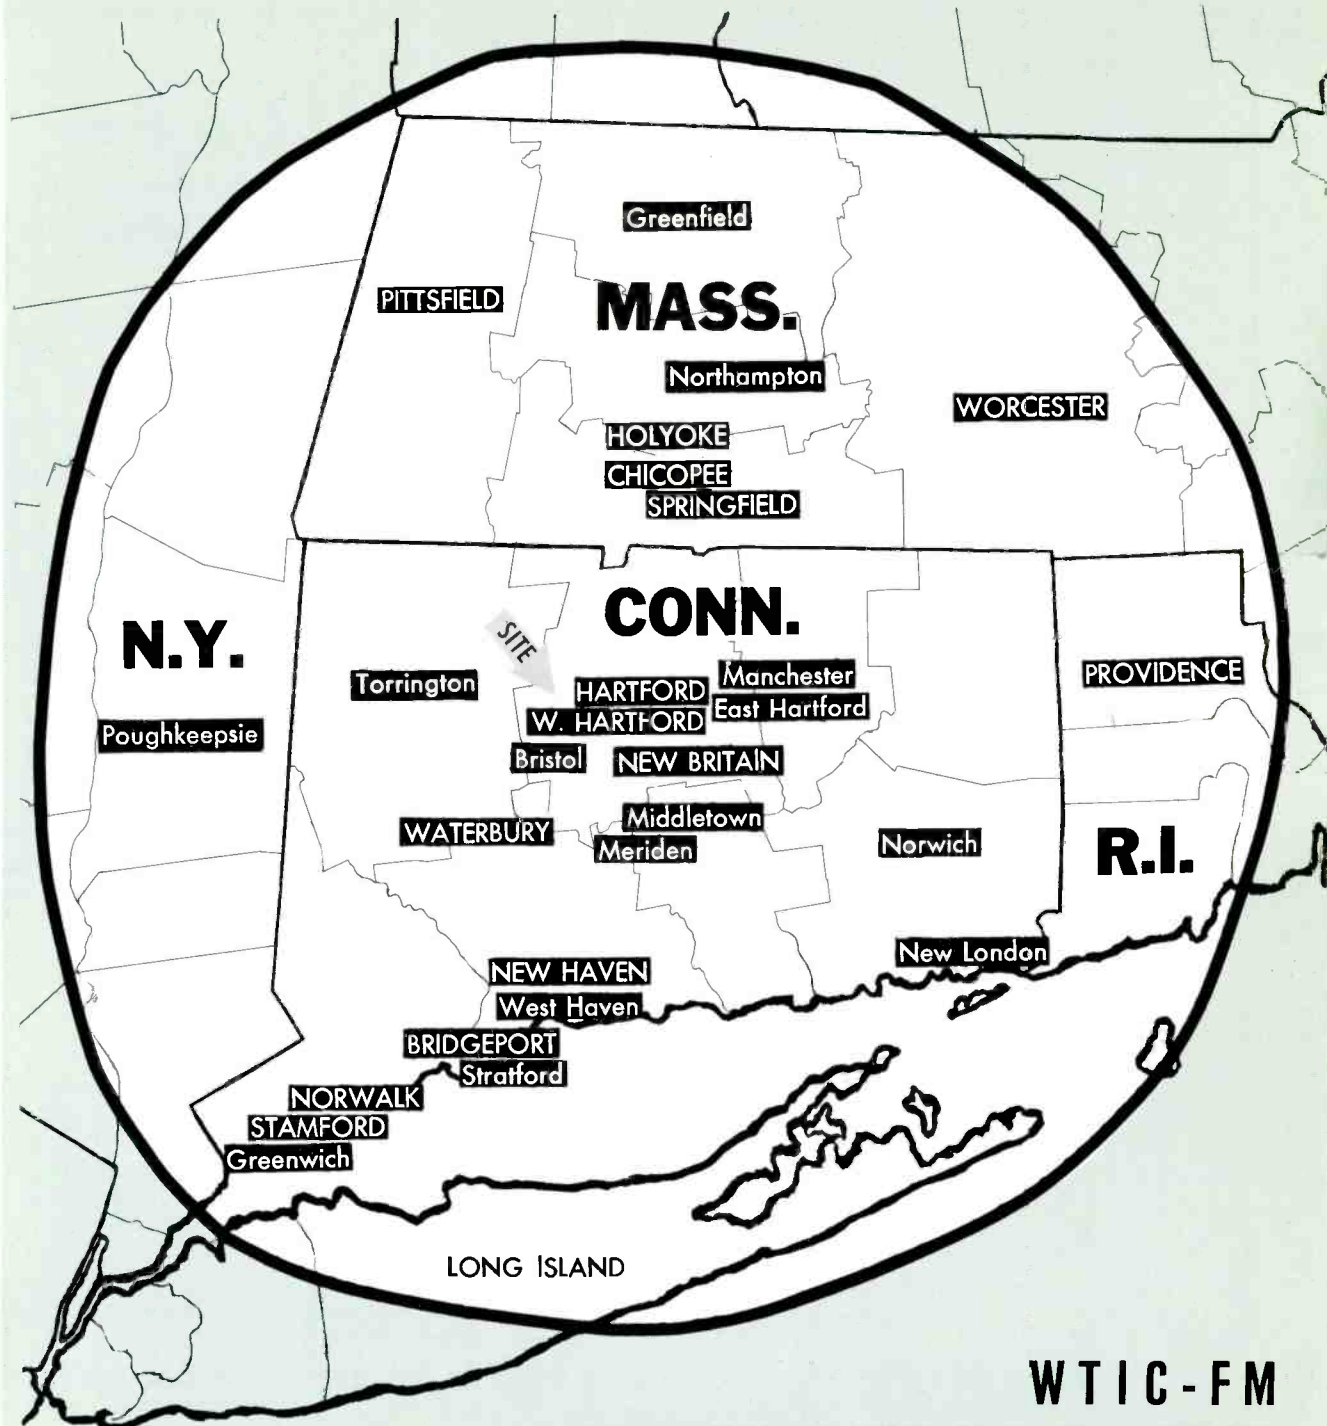 Greenfield
PITTSFIELD
MASS.
Northampton
WORCESTER
HOLYOKE
CHICOPEE
SPRINGFIELD
CONN.
SITE
N.Y.
Torrington
HARTFORD
Manchester
PROVIDENCE
W. HARTFORD
East Hartford
Poughkeepsie
Bristol
NEW BRITAIN
WATERBURY
Middletown
Meriden
Norwich
R.I.
New London
NEW HAVEN
West Haven
BRIDGEPORT
Stratford
NORWALK
STAMFORD
Greenwich
LONG ISLAND
WTIC-FM